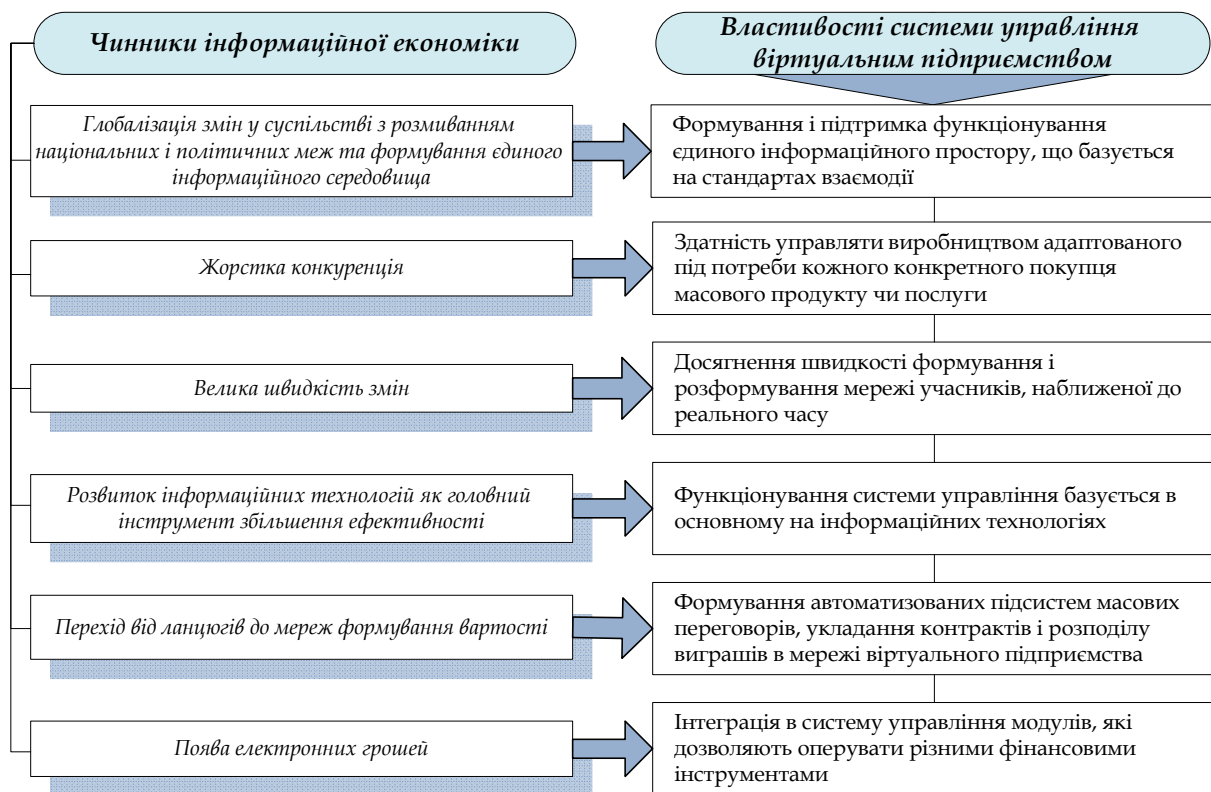 Чинники інформаційної економіки
Властивості системи управління
віртуальним підприємством
Глобалізація змін у суспільстві з розмиванням
національних і політичних меж та формування єдиного
інформаційного середовища
Формування і підтримка функціонування
єдиного інформаційного простору, що базується
на стандартах взаємодії
Жорстка конкуренція
Здатність управляти виробництвом адаптованого
під потреби кожного конкретного покупця
масового продукту чи послуги
Велика швидкість змін
Досягнення швидкості формування і
розформування мережі учасників, наближеної до
реального часу
Розвиток інформаційних технологій як головний
інструмент збільшення ефективності
Функціонування системи управління базується в
основному на інформаційних технологіях
Перехід від ланцюгів до мереж формування вартості
Формування автоматизованих підсистем масових
переговорів, укладання контрактів і розподілу
виграшів в мережі віртуального підприємства
Поява електронних грошей
Інтеграція в систему управління модулів, які
дозволяють оперувати різними фінансовими
інструментами